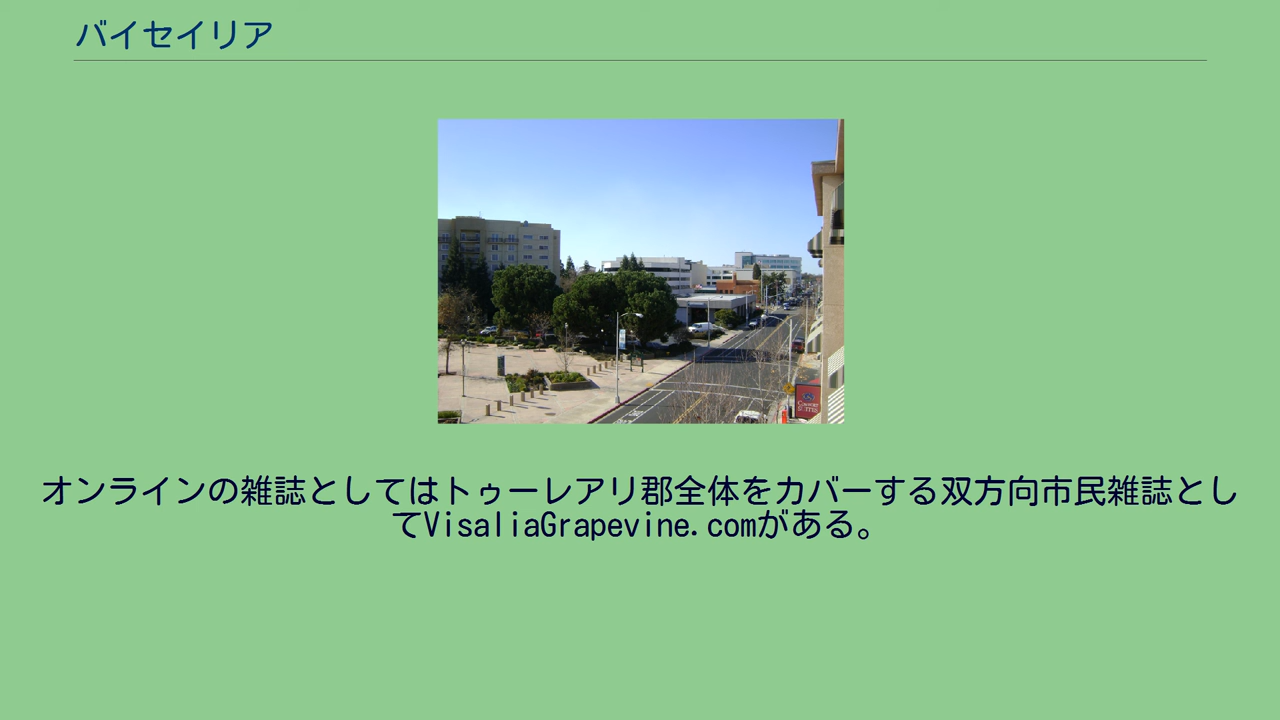 バイセイリア
オンラインの雑誌としてはトゥーレアリ郡全体をカバーする双方向市民雑誌とし
てVisaliaGrapevine.comがある。